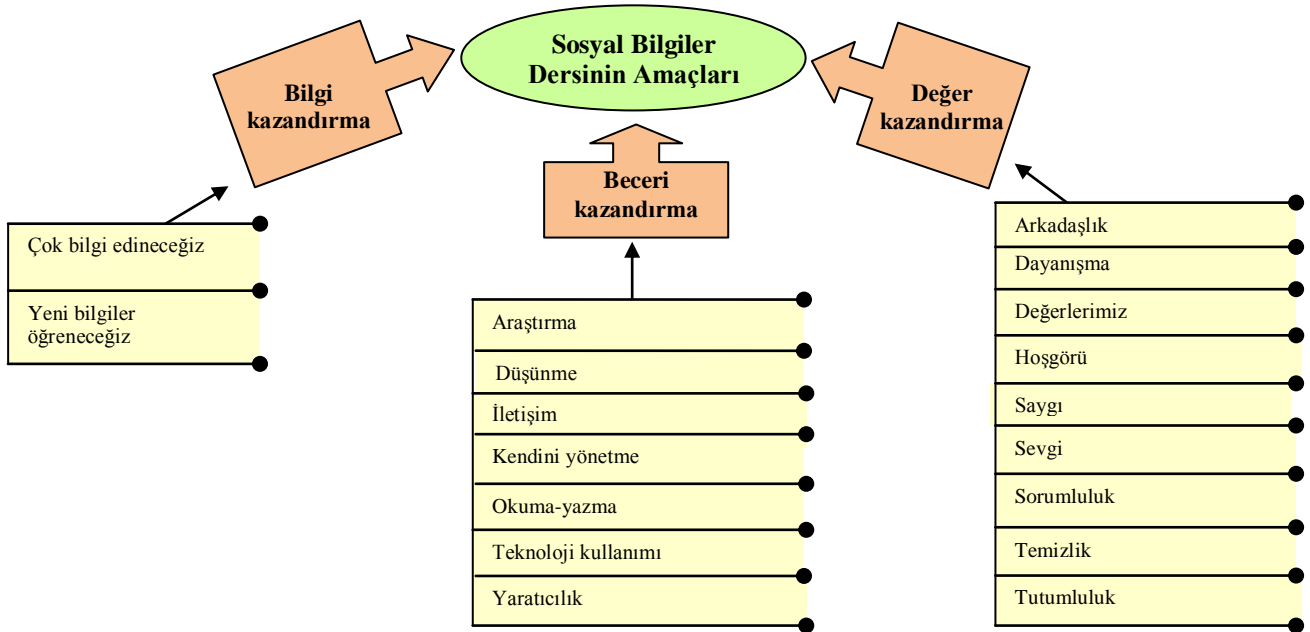 Sosyal Bilgiler
Dersinin Amaçları
Bilgi
kazandırma
Çok bilgi edineceğiz
Yeni bilgiler
öğreneceğiz
Beceri
kazandırma
Araştırma
Düşünme
İletişim
Kendini yönetme
Okuma-yazma
Teknoloji kullanımı
Yaratıcılık
Değer
kazandırma
Arkadaşlık
Dayanışma
Değerlerimiz
Hoşgörü
Saygı
Sevgi
Sorumluluk
Temizlik
Tutumluluk